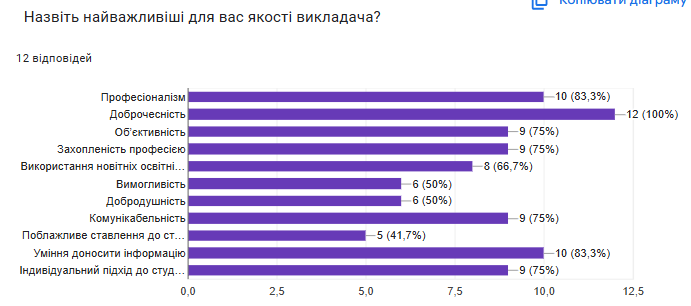 Копіювати діаграму
Назвіть найважливіші для вас якості викладача?
12 відповідей
Професіоналізм 10 (83,3%)
Доброчесність 12 (100%)
Об'єктивність 9 (75%)
Захопленість професією 9 (75%)
Використання новітніх освітні… 8 (66,7%)
Вимогливість 6 (50%)
Добродушність 6 (50%)
Комунікабельність 9 (75%)
Поблажливе ставлення до ст… 5 (41,7%)
Уміння доносити інформацію 10 (83,3%)
Індивідуальний підхід до студ… 9 (75%)
0,0 2,5 5,0 7,5 10,0 12,5